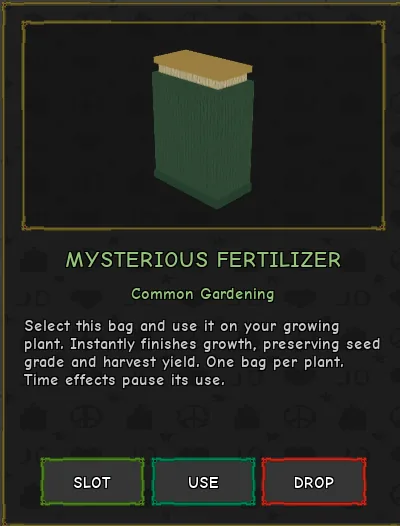 MYSTERIOUS FERTILIZER
Common Gardening
Select this bag and use it on your growing
plant. Instantly finishes growth, preserving seed
grade and harvest yield. One bag per plant.
Time effects pause its use.
SLOT
USE
DROP